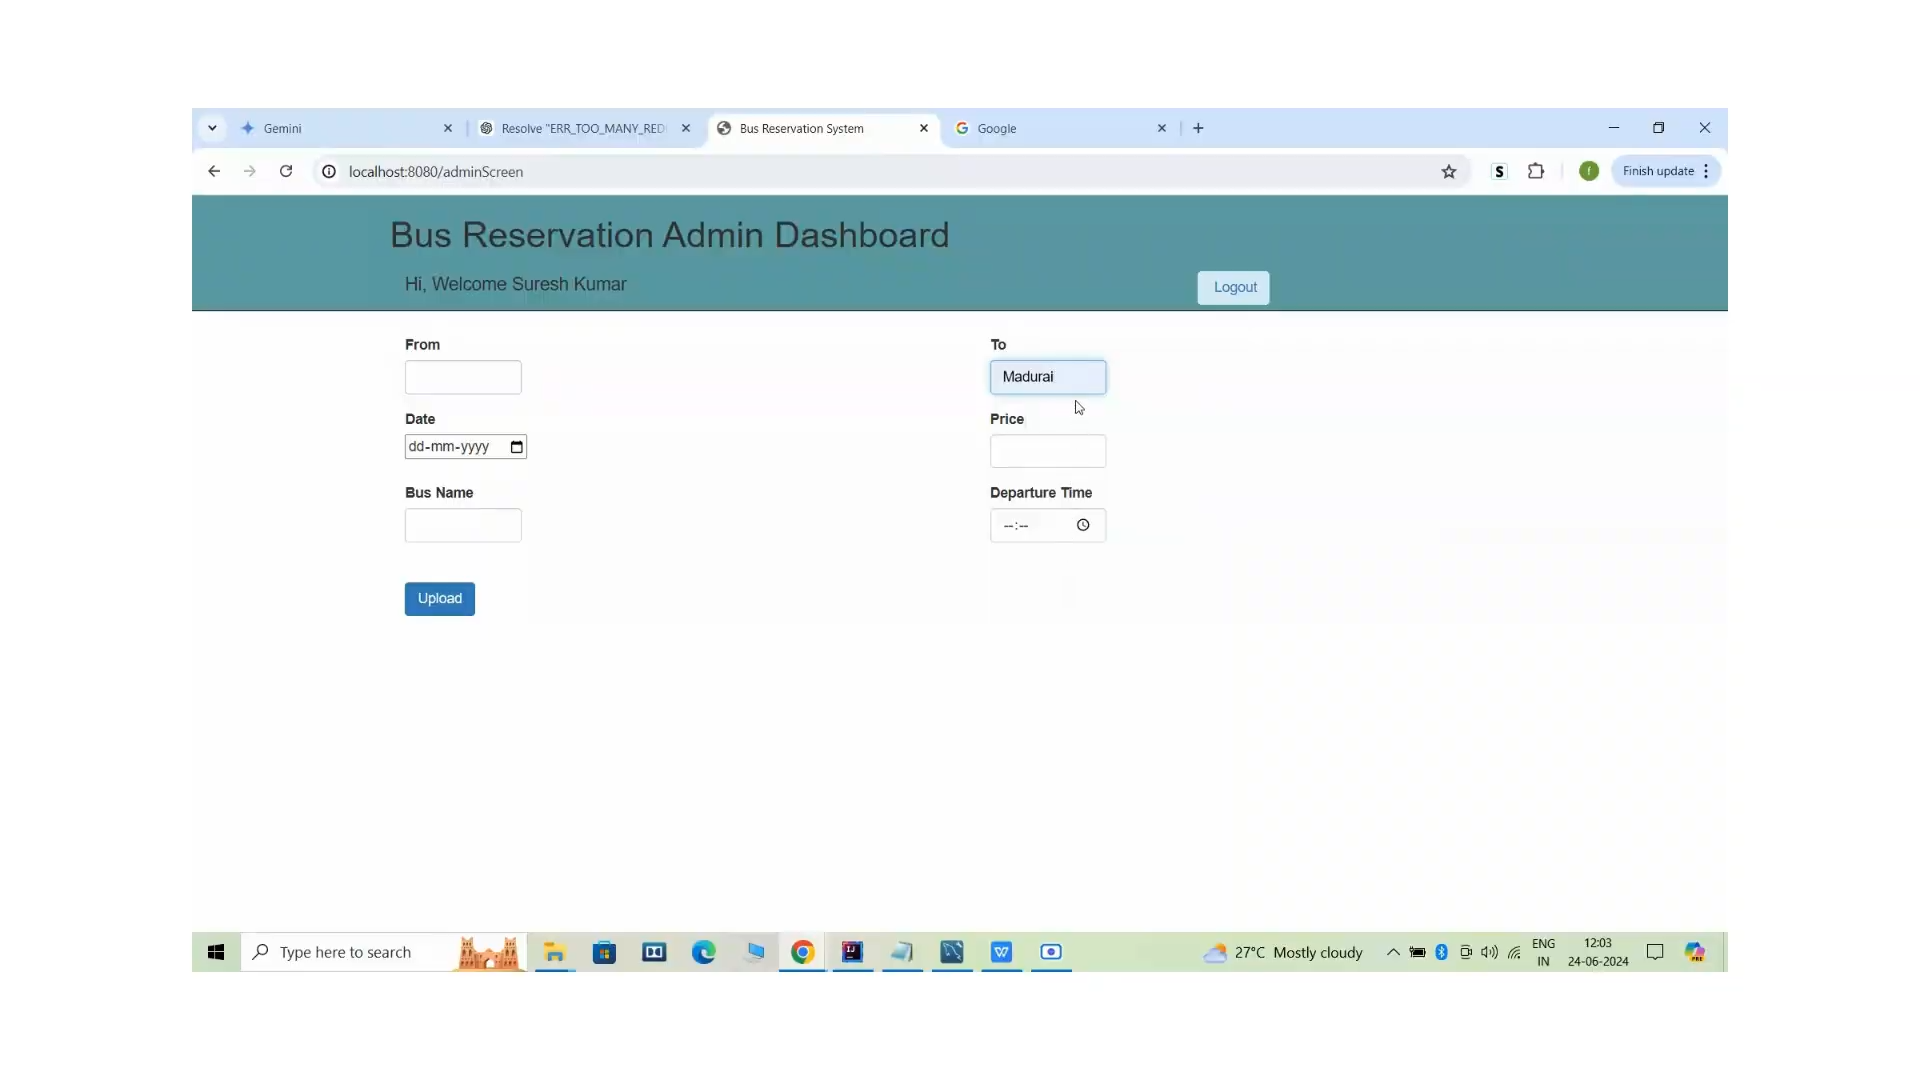 Gemini
Resolve "ERR_TOO_MANY_RED
Bus Reservation System
Google
localhost:8080/adminScreen
S
f
Finish update
Bus Reservation Admin Dashboard
Hi, Welcome Suresh Kumar
Logout
From
To
Madurai
Date
Price
dd-mm-yyyy
Bus Name
Departure Time
--:--
Upload
Type here to search
27°C Mostly cloudy
ENG
IN
12:03
24-06-2024